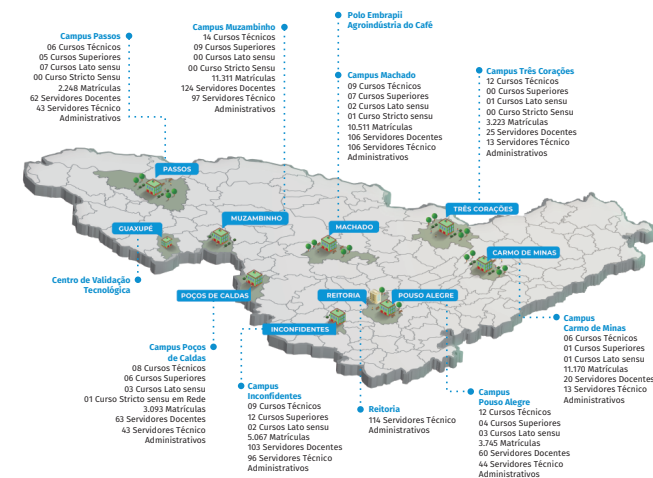 Campus Passos
06 Cursos Técnicos
05 Cursos Superiores
07 Cursos Lato sensu
00 Curso Stricto Sensu
2.248 Matrículas
62 Servidores Docentes
43 Servidores Técnico
Administrativos
Campus Muzambinho
14 Cursos Técnicos
09 Cursos Superiores
00 Cursos Lato sensu
00 Curso Stricto Sensu
11.311 Matrículas
124 Servidores Docentes
97 Servidores Técnico
Administrativos
Polo Embrapii
Agroindústria do Café
Campus Machado
09 Cursos Técnicos
07 Cursos Superiores
02 Cursos Lato sensu
01 Curso Stricto sensu
10.511 Matrículas
106 Servidores Docentes
106 Servidores Técnico
Administrativos
Campus Três Corações
12 Cursos Técnicos
00 Cursos Superiores
01 Cursos Lato sensu
00 Curso Stricto Sensu
3.223 Matrículas
25 Servidores Docentes
13 Servidores Técnico
Administrativos
PASSOS
GUAXUPÉ
MUZAMBINHO
MACHADO
TRÊS CORAÇÕES
CARMO DE MINAS
POÇOS DE CALDAS
REITORIA
POUSO ALEGRE
INCONFIDENTES
Centro de Validação
Tecnológica
Campus Poços
de Caldas
08 Cursos Técnicos
06 Cursos Superiores
03 Cursos Lato sensu
01 Curso Stricto sensu em Rede
3.093 Matrículas
63 Servidores Docentes
43 Servidores Técnico
Administrativos
Campus
Inconfidentes
09 Cursos Técnicos
12 Cursos Superiores
02 Cursos Lato sensu
5.067 Matrículas
103 Servidores Docentes
96 Servidores Técnico
Administrativos
Reitoria
114 Servidores Técnico
Administrativos
Campus
Pouso Alegre
12 Cursos Técnicos
04 Cursos Superiores
03 Cursos Lato sensu
3.745 Matrículas
60 Servidores Docentes
44 Servidores Técnico
Administrativos
Campus
Carmo de Minas
06 Cursos Técnicos
01 Cursos Superiores
01 Cursos Lato sensu
11.170 Matrículas
20 Servidores Docentes
13 Servidores Técnico
Administrativos